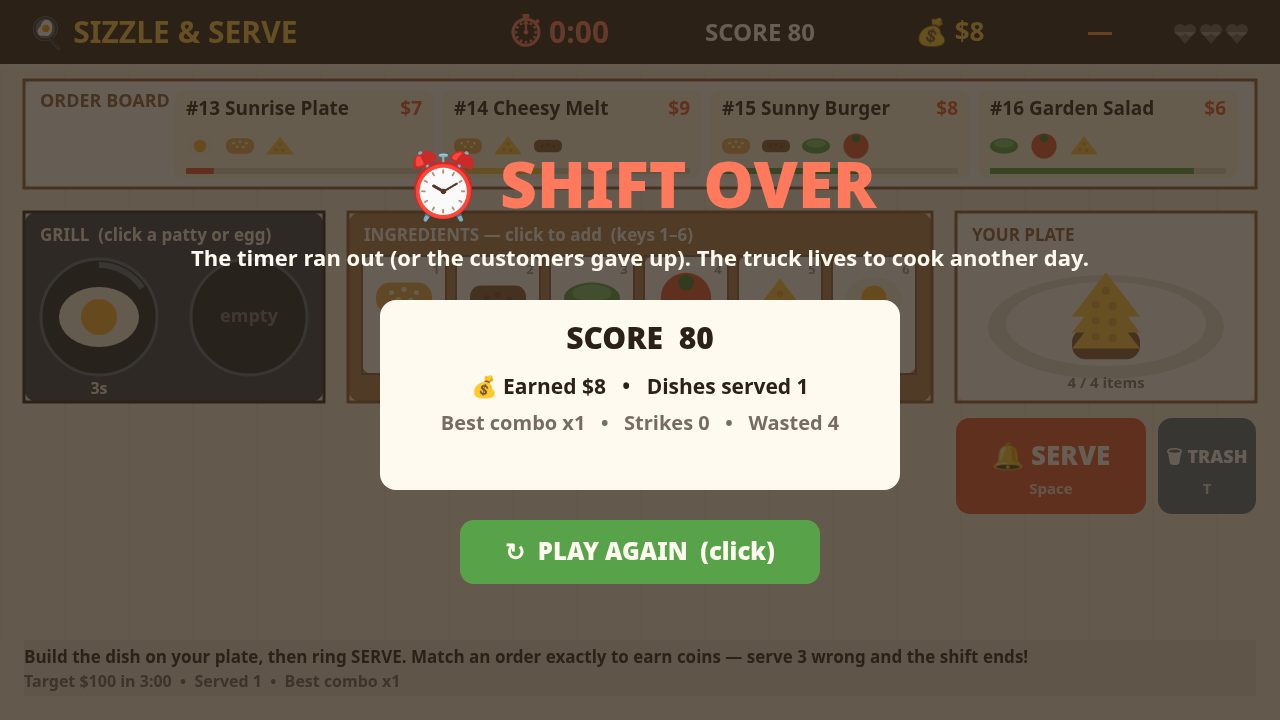 SIZZLE & SERVE
0:00
SCORE 80
$8
—
ORDER BOARD
#13 Sunrise Plate $7
#14 Cheesy Melt $9
#15 Sunny Burger $8
#16 Garden Salad $6
SHIFT OVER
GRILL (click a patty or egg)
INGREDIENTS — click to add (keys 1–6)
YOUR PLATE
The timer ran out (or the customers gave up). The truck lives to cook another day.
1 2 3 4 5 6
empty
3s
4 / 4 items
SCORE 80
Earned $8 • Dishes served 1
Best combo x1 • Strikes 0 • Wasted 4
SERVE
Space
TRASH
T
↻ PLAY AGAIN (click)
Build the dish on your plate, then ring SERVE. Match an order exactly to earn coins — serve 3 wrong and the shift ends!
Target $100 in 3:00 • Served 1 • Best combo x1